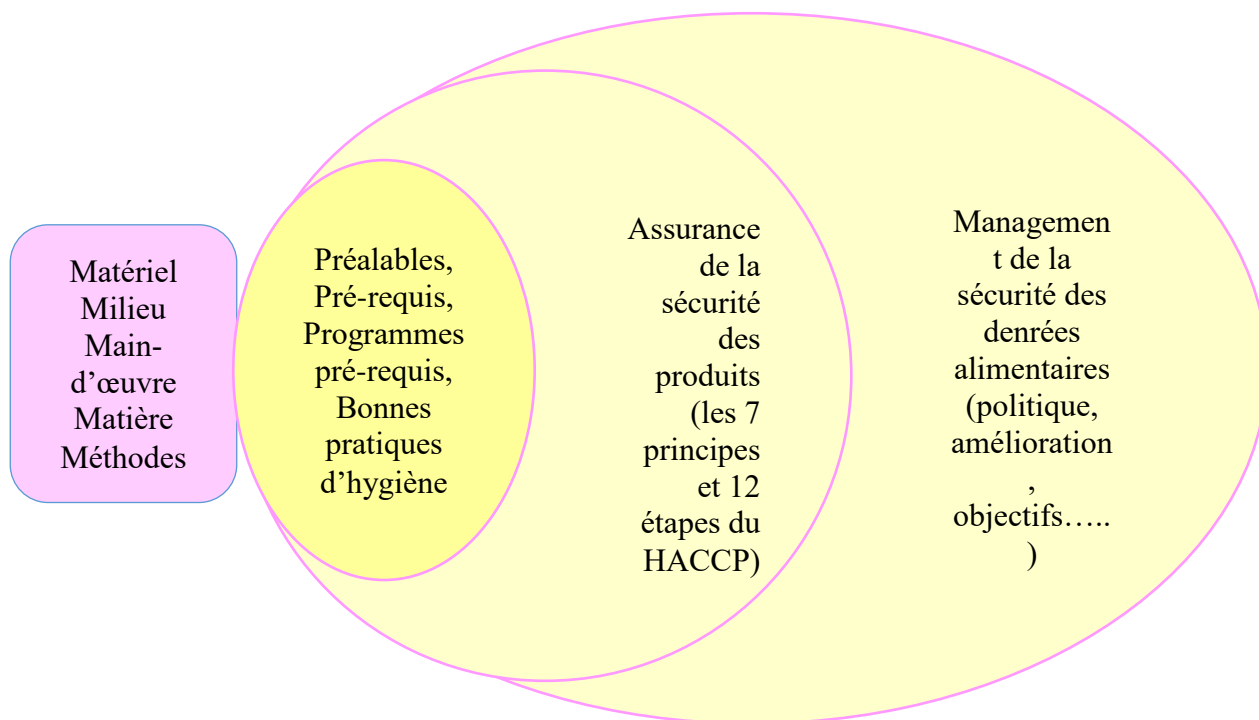 Matériel
Milieu
Main-
d’œuvre
Matière
Méthodes
Préalables,
Pré-requis,
Programmes
pré-requis,
Bonnes
pratiques
d’hygiène
Assurance
de la
sécurité
des
produits
(les 7
principes
et 12
étapes du
HACCP)
Managemen
t de la
sécurité des
denrées
alimentaires
(politique,
amélioration
,
objectifs…..
)